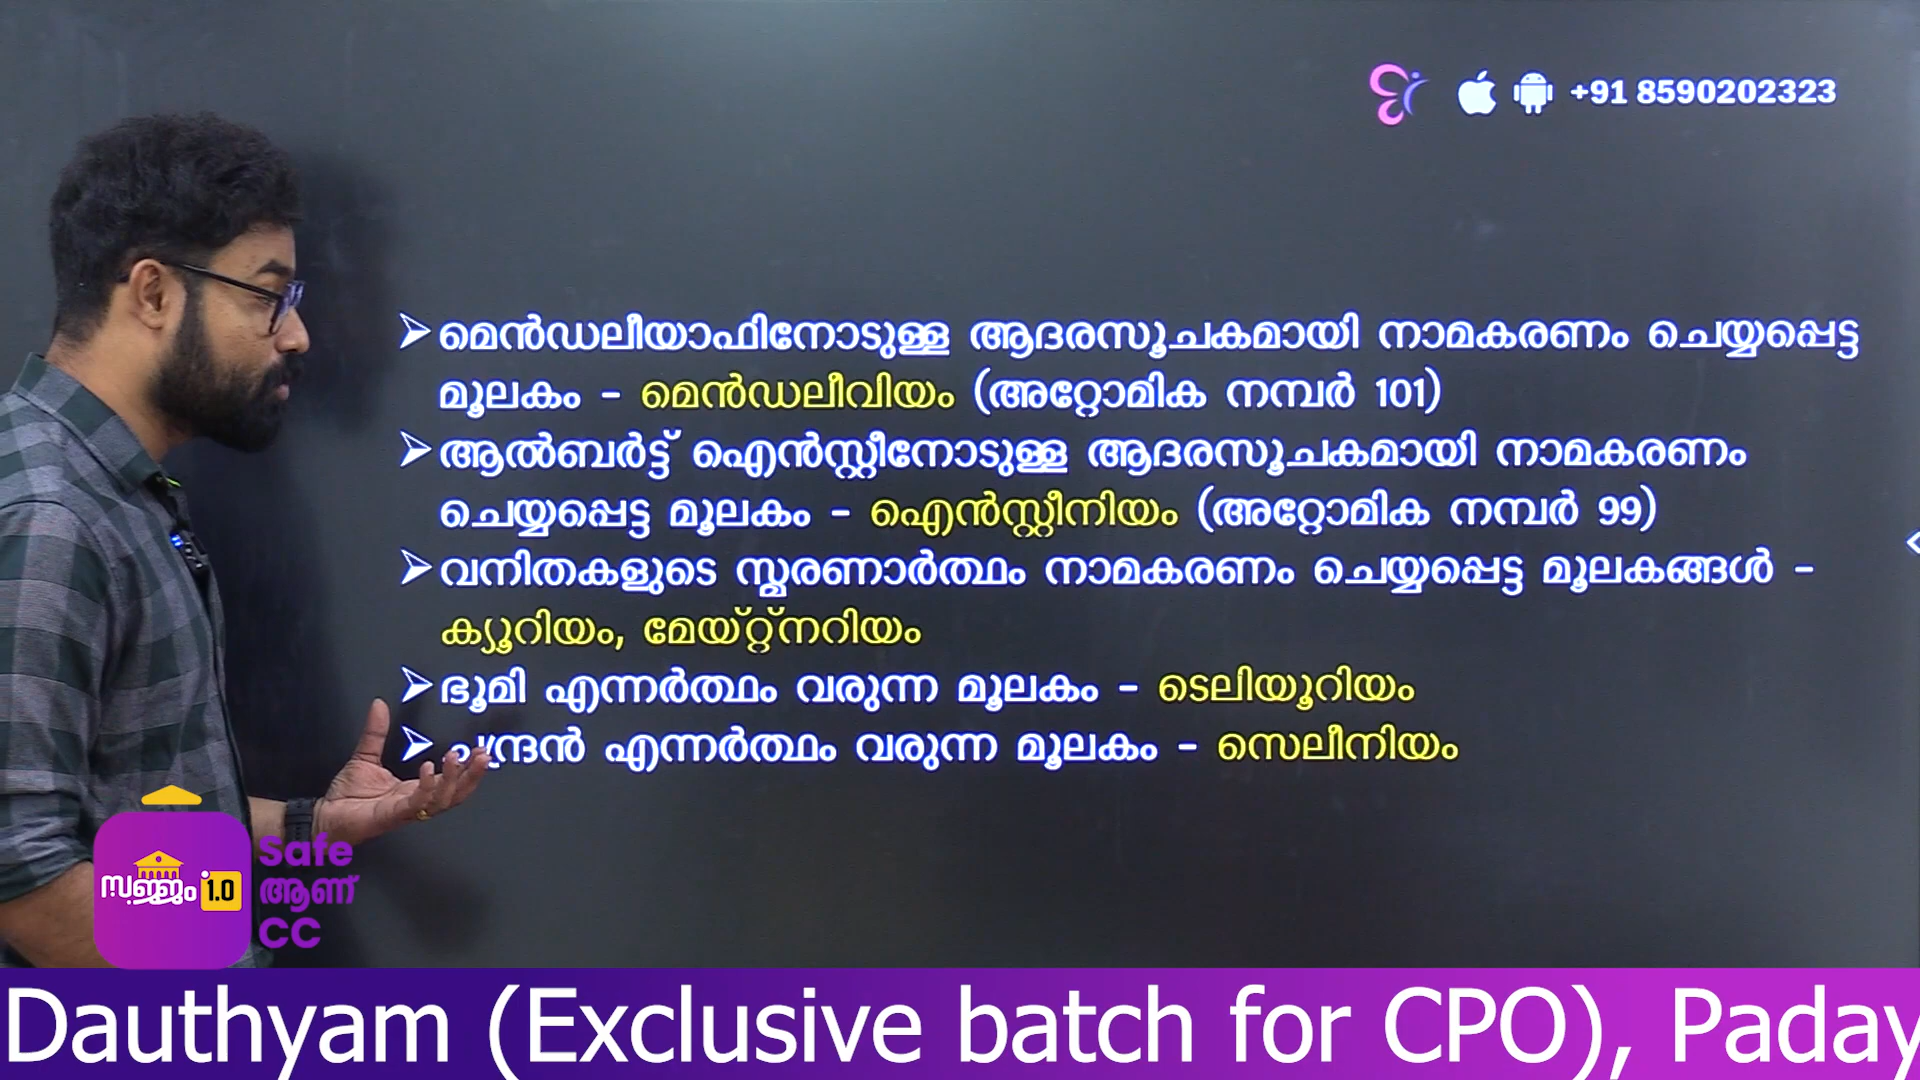 +91 8590202323
➤മെൻഡലീയാഫിനോടുള്ള ആദരസൂചകമായി നാമകരണം ചെയ്യപ്പെട്ട
മൂലകം - മെൻഡലീവിയം (അറ്റോമിക നമ്പർ 101)
➤ആൽബർട്ട് ഐൻസ്റ്റീനോടുള്ള ആദരസൂചകമായി നാമകരണം
ചെയ്യപ്പെട്ട മൂലകം - ഐൻസ്റ്റീനിയം (അറ്റോമിക നമ്പർ 99)
➤വനിതകളുടെ സ്മരണാർത്ഥം നാമകരണം ചെയ്യപ്പെട്ട മൂലകങ്ങൾ -
ക്യൂറിയം, മേയ്റ്റ്നറിയം
➤ഭൂമി എന്നർത്ഥം വരുന്ന മൂലകം - ടെലിയൂറിയം
➤ചന്ദ്രൻ എന്നർത്ഥം വരുന്ന മൂലകം - സെലീനിയം
സജ്ജം 1.0
Safe
ആണ്
CC
Dauthyam (Exclusive batch for CPO), Paday